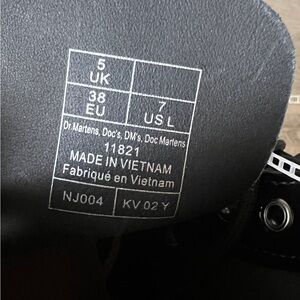 5
UK
38
EU
7
US L
Dr.Martens, Doc's, DM's, Doc Martens
11821
MADE IN VIETNAM
Fabriqué en Vietnam
NJ004
KV 02 Y